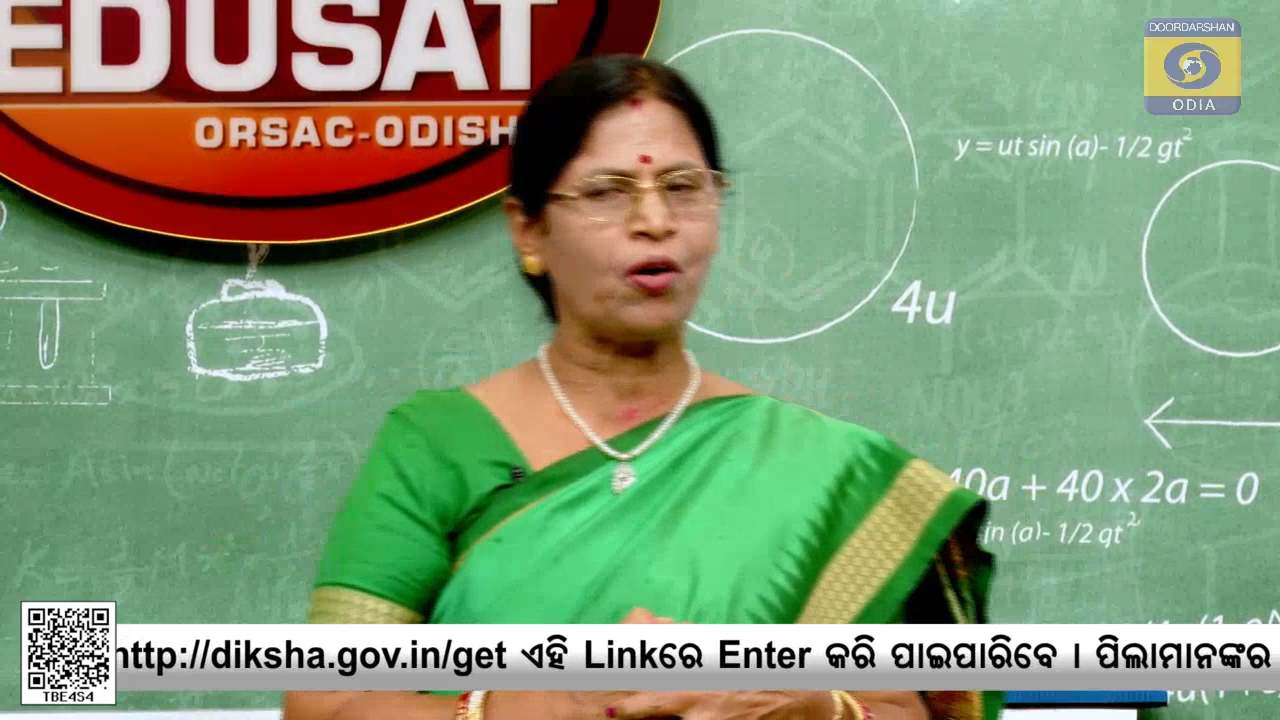 EDUSAT
ORSAC-ODISH
DOORDARSHAN
ODIA
y = ut sin (a)- 1/2 gt²
4u
40a + 40 x 2a = 0
in (a)- 1/2 gt²
http://diksha.gov.in/get ଏହି Linkରେ Enter କରି ପାଇପାରିବେ । ପିଲାମାନଙ୍କର
TBE4S4